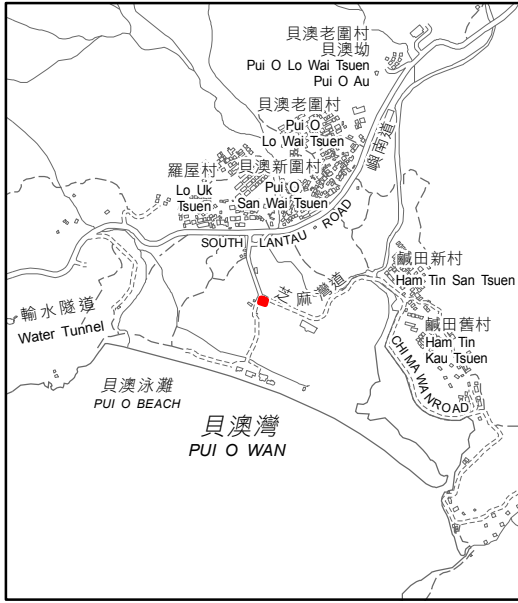 貝澳老圍村
貝澳坳
Pui O Lo Wai Tsuen
Pui O Au
貝澳老圍村
Pui O
Lo Wai Tsuen
嶼南道
羅屋村
Lo Uk
Tsuen
貝澳新圍村
Pui O
San Wai Tsuen
SOUTH LANTAU ROAD
鹹田新村
Ham Tin San Tsuen
芝麻灣道
輸水隧道
Water Tunnel
鹹田舊村
Ham Tin
Kau Tsuen
CHI MA WAN ROAD
貝澳泳灘
PUI O BEACH
貝澳灣
PUI O WAN